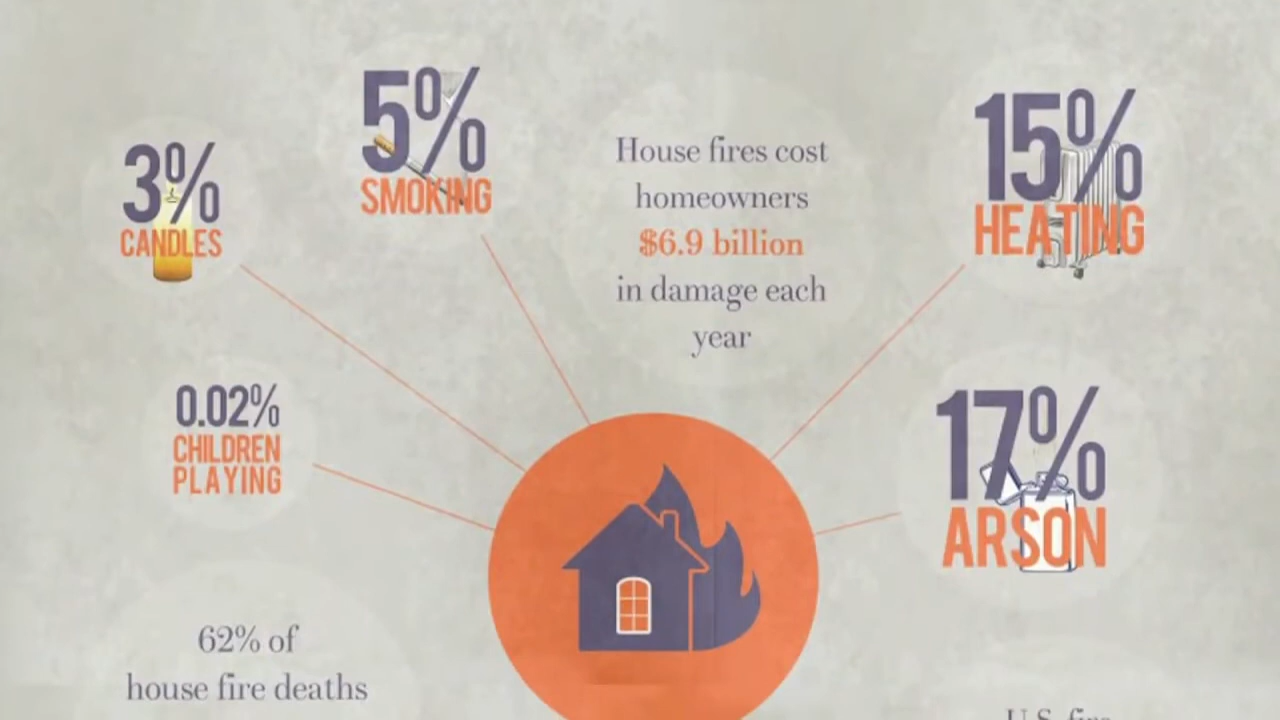 5%
SMOKING
3%
CANDLES
House fires cost
homeowners
$6.9 billion
in damage each
year
15%
HEATING
0.02%
CHILDREN
PLAYING
17%
ARSON
62% of
house fire deaths
U.S. fire